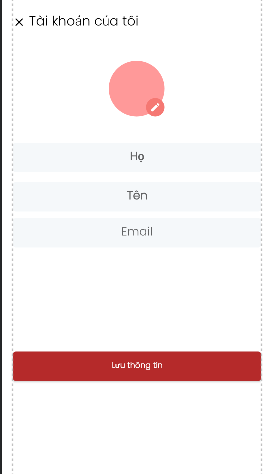 Tài khoản của tôi
Họ
Tên
Email
Lưu thông tin